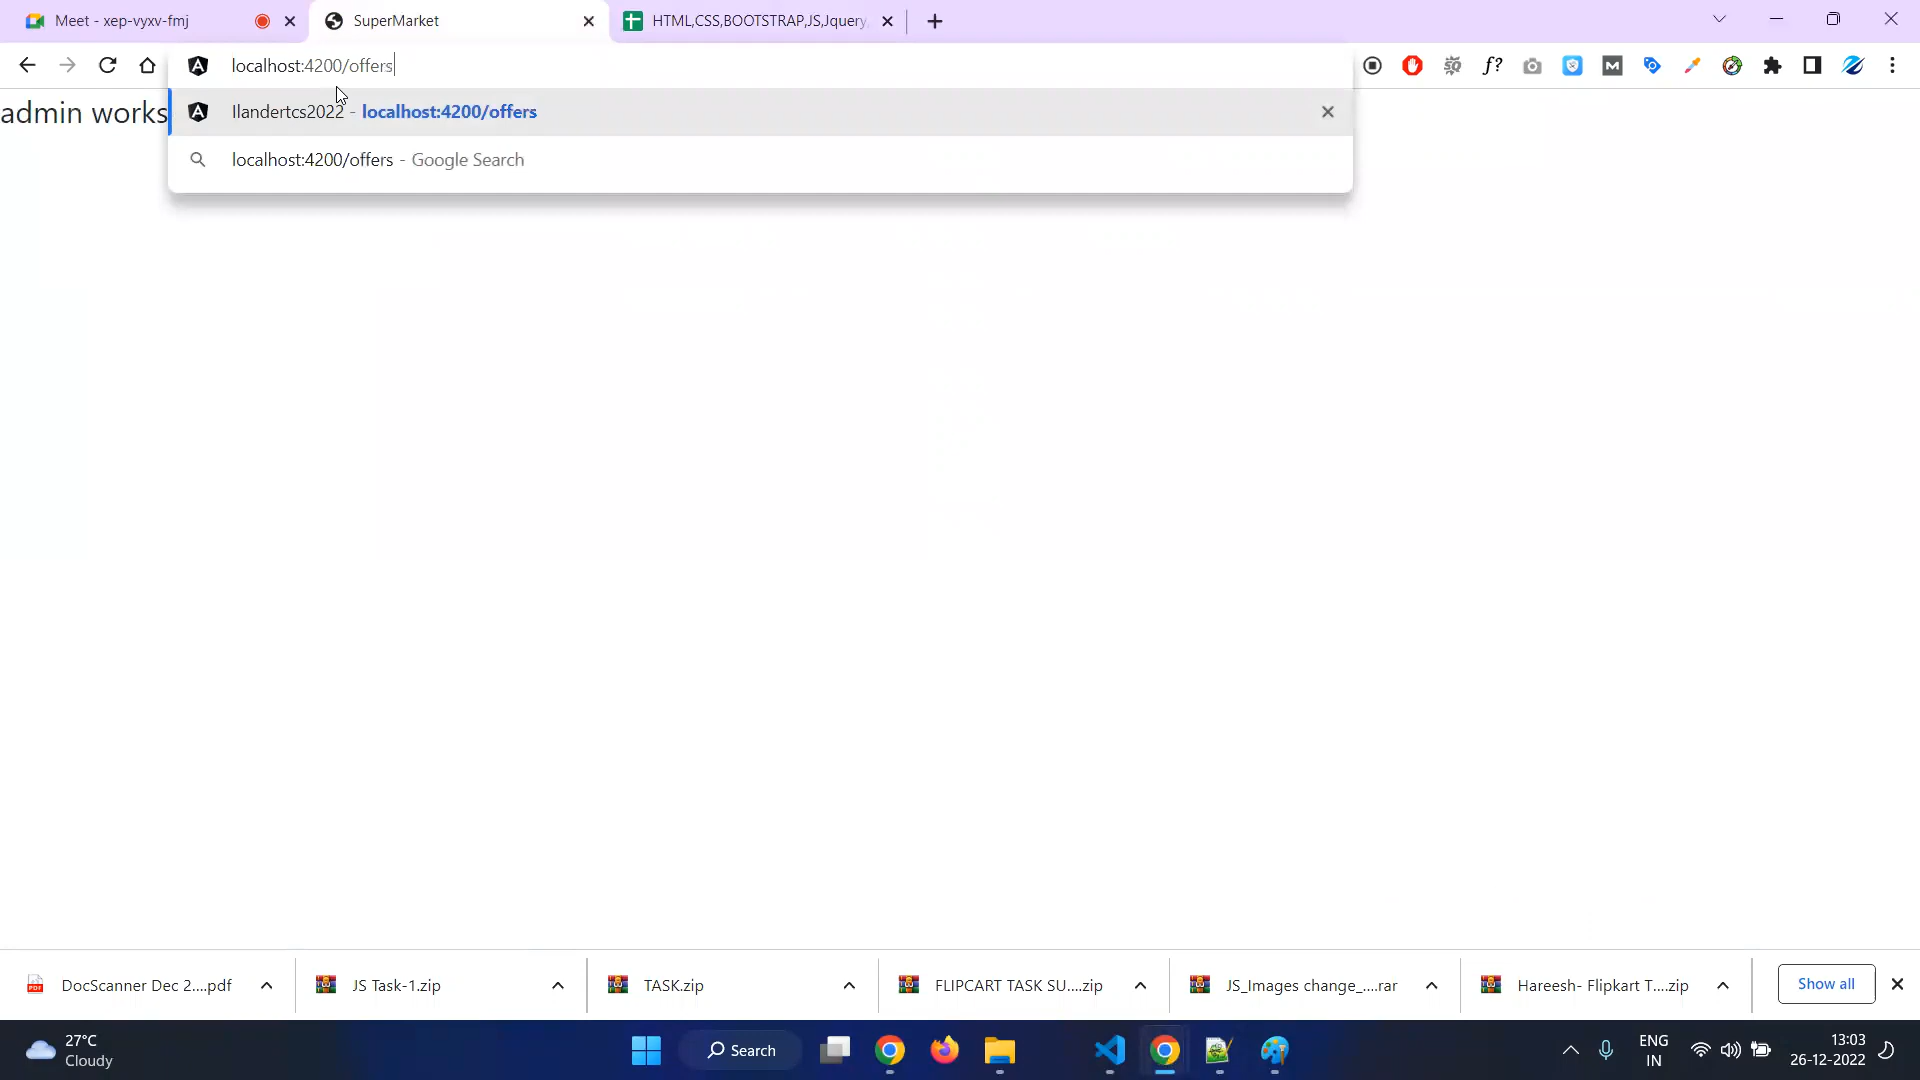 Meet - xep-vyxv-fmj
SuperMarket
HTML,CSS,BOOTSTRAP,JS,Jquery,
localhost:4200/offers
admin works
Ilandertcs2022 - localhost:4200/offers
localhost:4200/offers - Google Search
DocScanner Dec 2....pdf
JS Task-1.zip
TASK.zip
FLIPCART TASK SU....zip
JS_Images change_....rar
Hareesh- Flipkart T....zip
Show all
27°C
Cloudy
Search
ENG
IN
13:03
26-12-2022